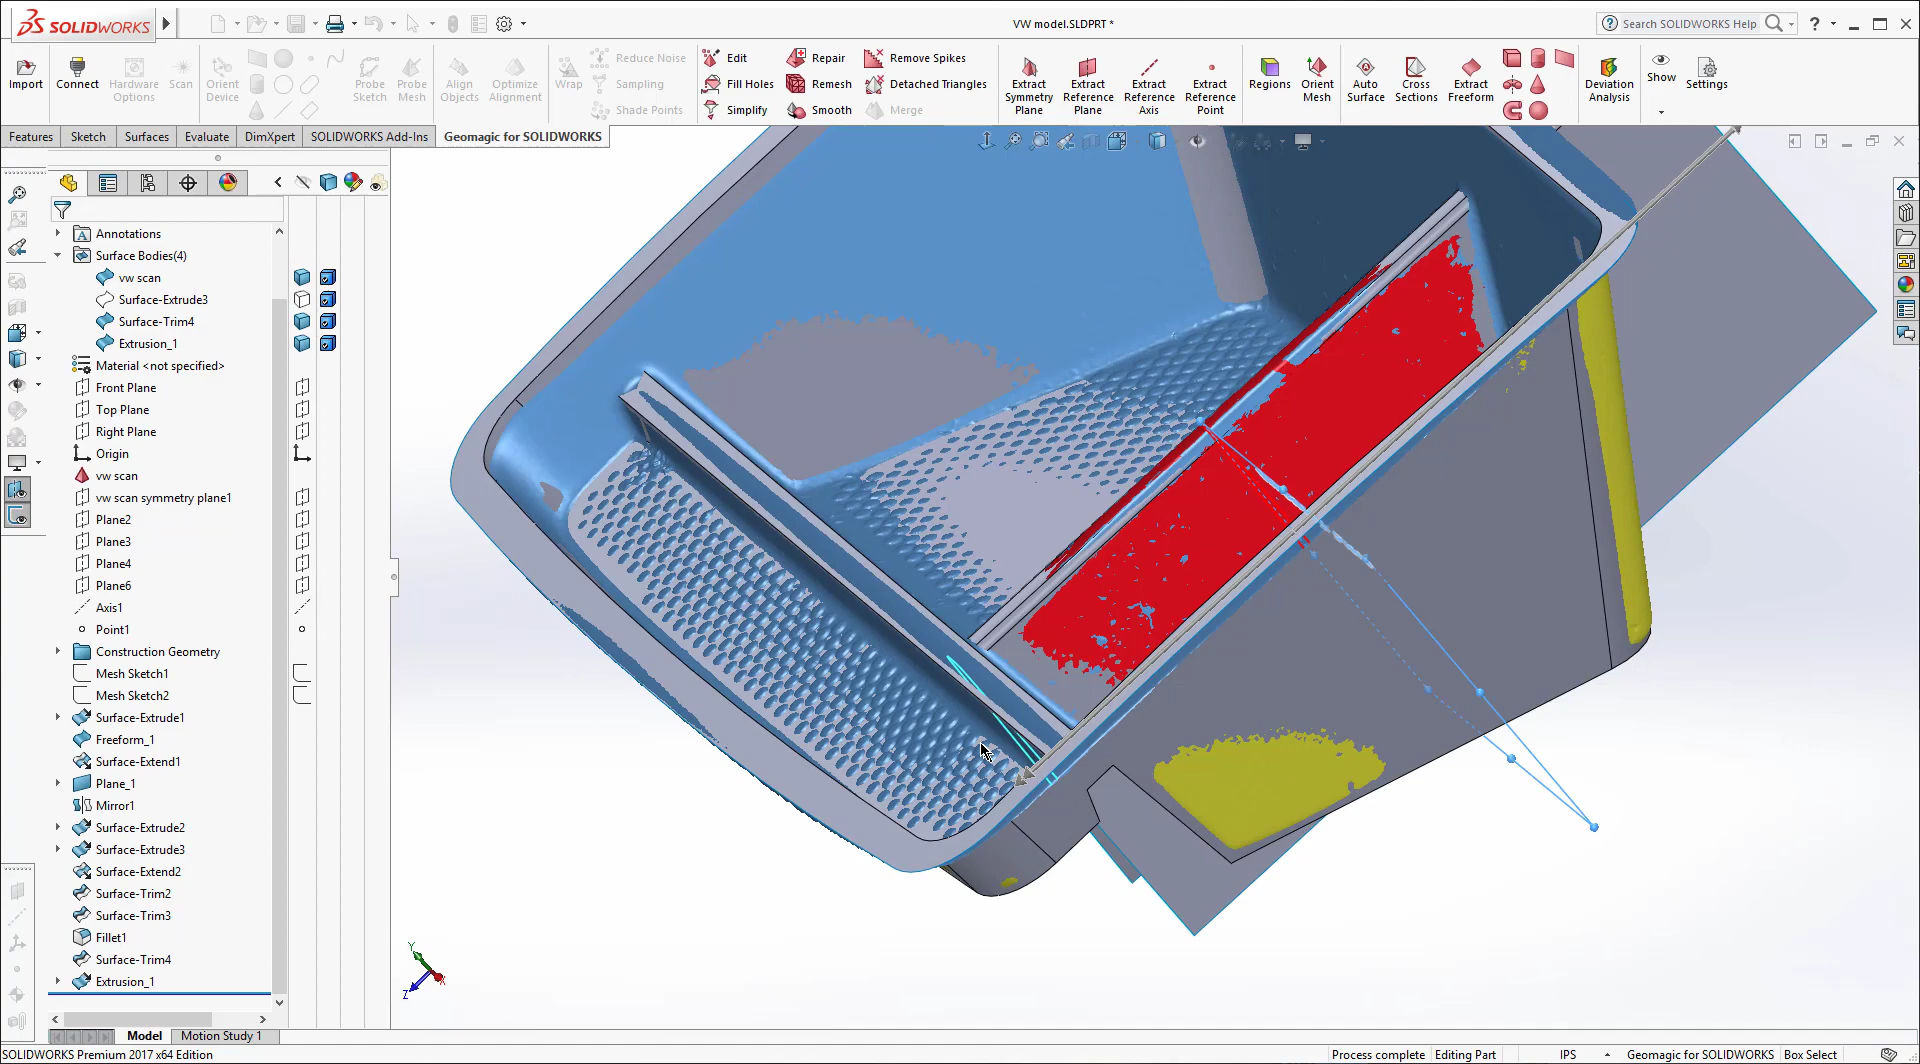 SOLIDWORKS
VW model.SLDPRT *
Search SOLIDWORKS Help
Import
Connect
Hardware Options
Scan
Orient Device
Probe Sketch
Probe Mesh
Align Objects
Optimize Alignment
Wrap
Reduce Noise
Sampling
Shade Points
Edit
Fill Holes
Simplify
Repair
Remesh
Smooth
Remove Spikes
Detached Triangles
Merge
Extract Symmetry Plane
Extract Reference Plane
Extract Reference Axis
Extract Reference Point
Regions
Orient Mesh
Auto Surface
Cross Sections
Extract Freeform
Deviation Analysis
Show
Settings
Features
Sketch
Surfaces
Evaluate
DimXpert
SOLIDWORKS Add-Ins
Geomagic for SOLIDWORKS
Annotations
Surface Bodies(4)
vw scan
Surface-Extrude3
Surface-Trim4
Extrusion_1
Material <not specified>
Front Plane
Top Plane
Right Plane
Origin
vw scan
vw scan symmetry plane1
Plane2
Plane3
Plane4
Plane6
Axis1
Point1
Construction Geometry
Mesh Sketch1
Mesh Sketch2
Surface-Extrude1
Freeform_1
Surface-Extend1
Plane_1
Mirror1
Surface-Extrude2
Surface-Extrude3
Surface-Extend2
Surface-Trim2
Surface-Trim3
Fillet1
Surface-Trim4
Extrusion_1
Y
X
Z
Model
Motion Study 1
SOLIDWORKS Premium 2017 x64 Edition
Process complete
Editing Part
IPS
Geomagic for SOLIDWORKS
Box Select